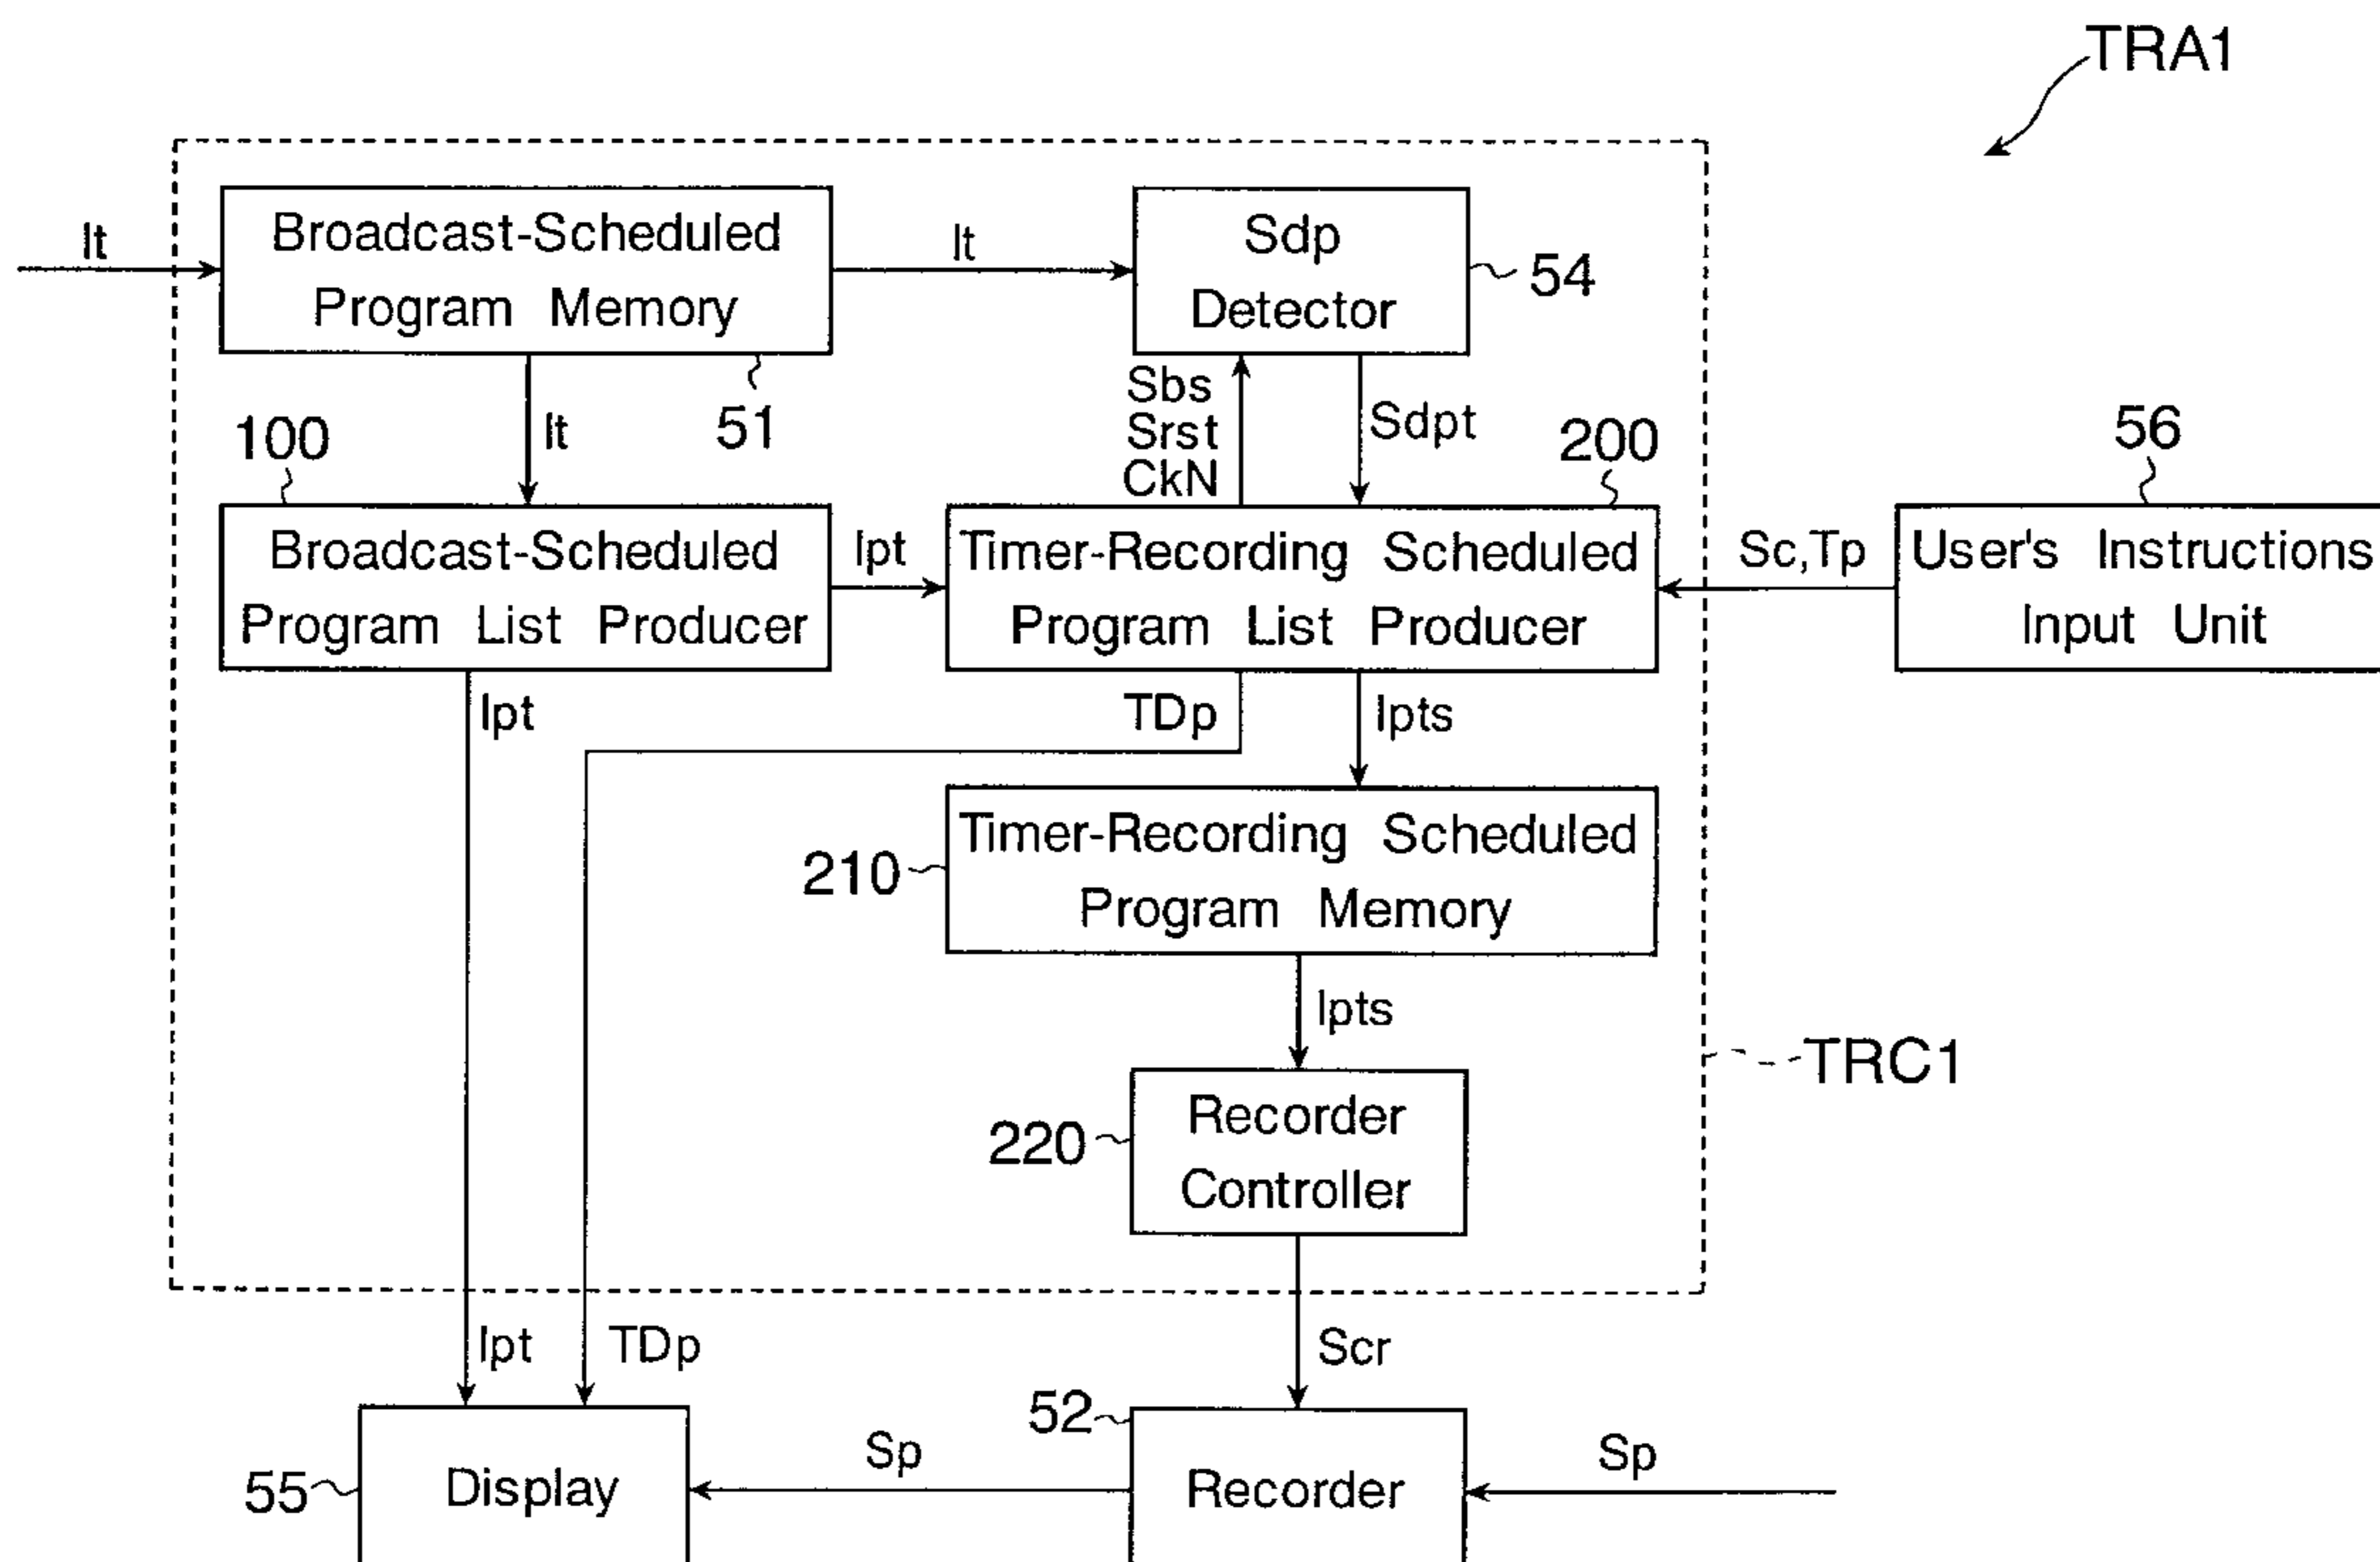 TRA1
It
Broadcast-Scheduled
Program Memory
It
Sdp
Detector
54
51
It
Sbs
Srst
CkN
Sdpt
100
200
56
Broadcast-Scheduled
Program List Producer
Ipt
Timer-Recording Scheduled
Program List Producer
Sc,Tp
User's Instructions
Input Unit
Ipt
TDp
Ipts
210
Timer-Recording Scheduled
Program Memory
Ipts
TRC1
220
Recorder
Controller
Ipt
TDp
Scr
52
55
Display
Sp
Recorder
Sp